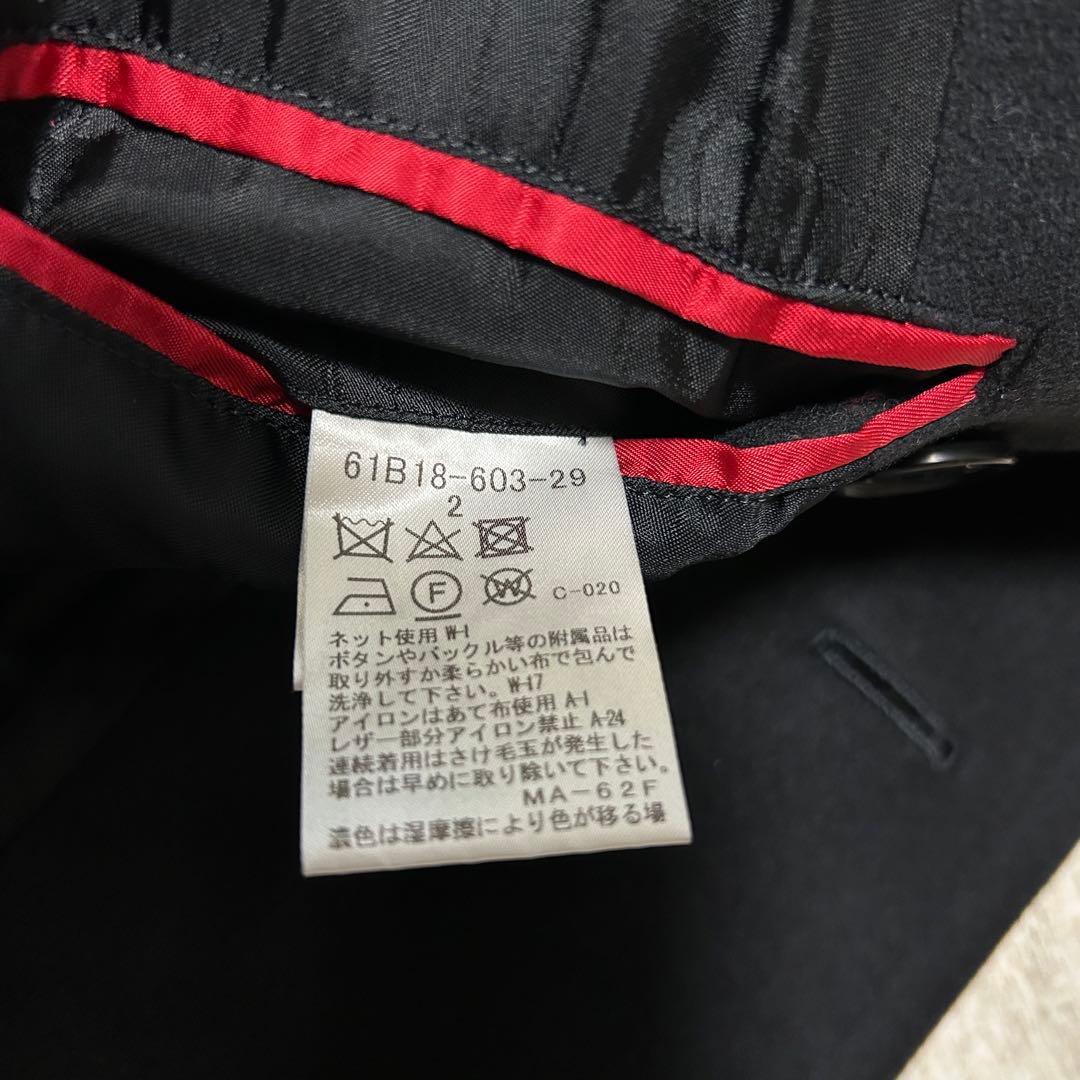 61B18-603-29
2
F
W C-020
ネット使用 W-1
ボタンやバックル等の附属品は
取り外すか柔らかい布で包んで
洗浄して下さい。W-17
アイロンはあて布使用 A-1
レザー部分アイロン禁止 A-24
連続着用はさけ毛玉が発生した
場合は早めに取り除いて下さい。
MA-62F
濃色は湿摩擦により色が移る場